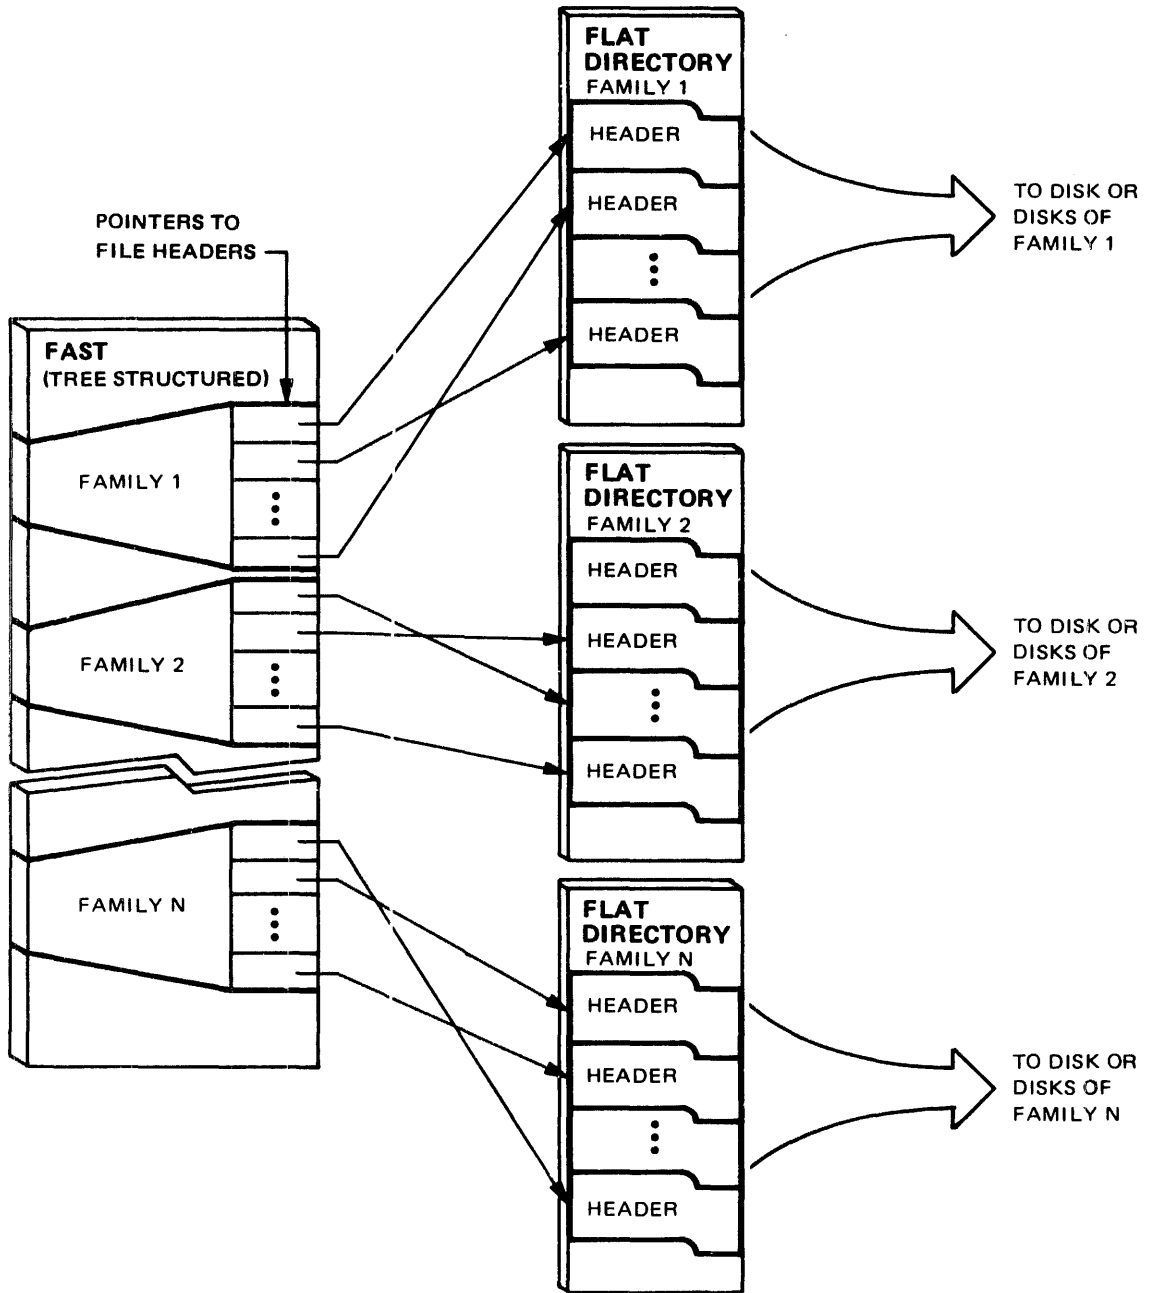 POINTERS TO
FILE HEADERS
FAST
(TREE STRUCTURED)
FAMILY 1
FAMILY 2
FAMILY N
FLAT
DIRECTORY
FAMILY 1
HEADER
HEADER
HEADER
TO DISK OR
DISKS OF
FAMILY 1
FLAT
DIRECTORY
FAMILY 2
HEADER
HEADER
HEADER
TO DISK OR
DISKS OF
FAMILY 2
FLAT
DIRECTORY
FAMILY N
HEADER
HEADER
HEADER
TO DISK OR
DISKS OF
FAMILY N